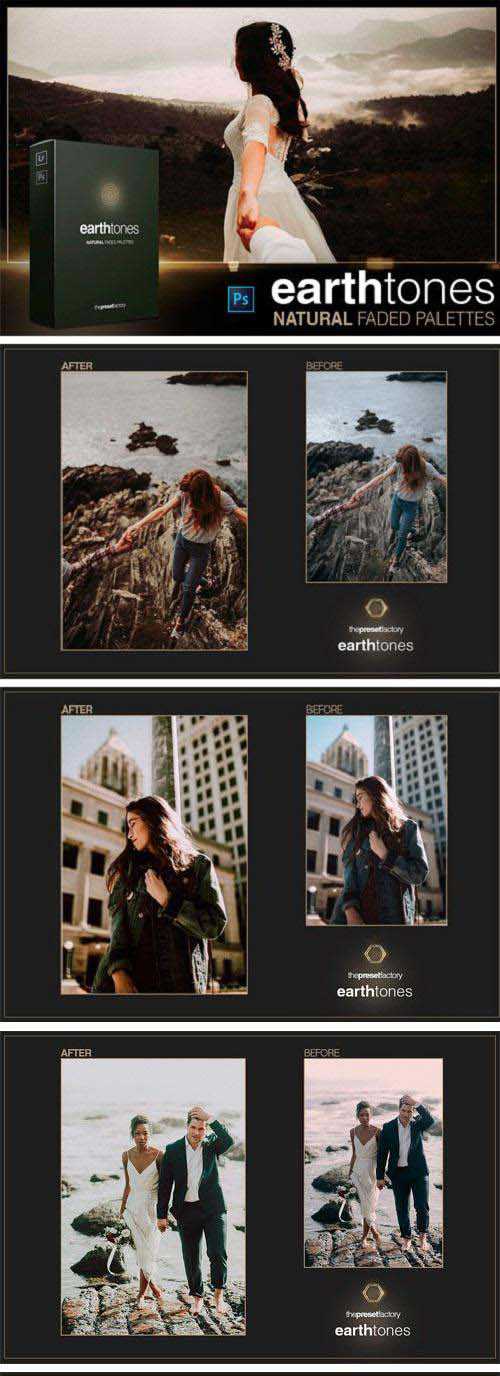 Lr
Ps
earthtones
NATURAL FADED PALETTES
thepresetfactory
Ps
earthtones
NATURAL FADED PALETTES
AFTER
BEFORE
thepresetfactory
earthtones
AFTER
BEFORE
thepresetfactory
earthtones
AFTER
BEFORE
thepresetfactory
earthtones